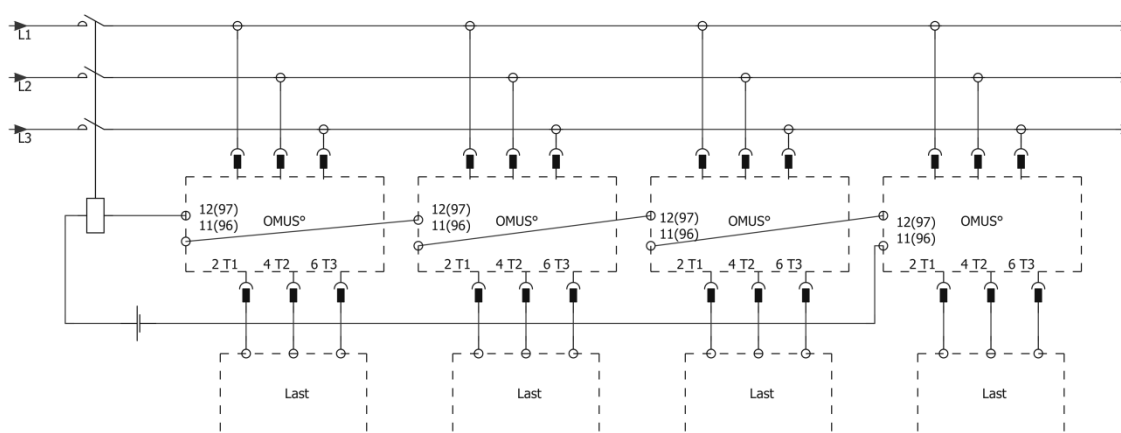 L1
L2
L3
12(97)
11(96)
OMUS°
12(97)
11(96)
OMUS°
12(97)
11(96)
OMUS°
12(97)
11(96)
OMUS°
2 T1 4 T2 6 T3
2 T1 4 T2 6 T3
2 T1 4 T2 6 T3
2 T1 4 T2 6 T3
Last
Last
Last
Last